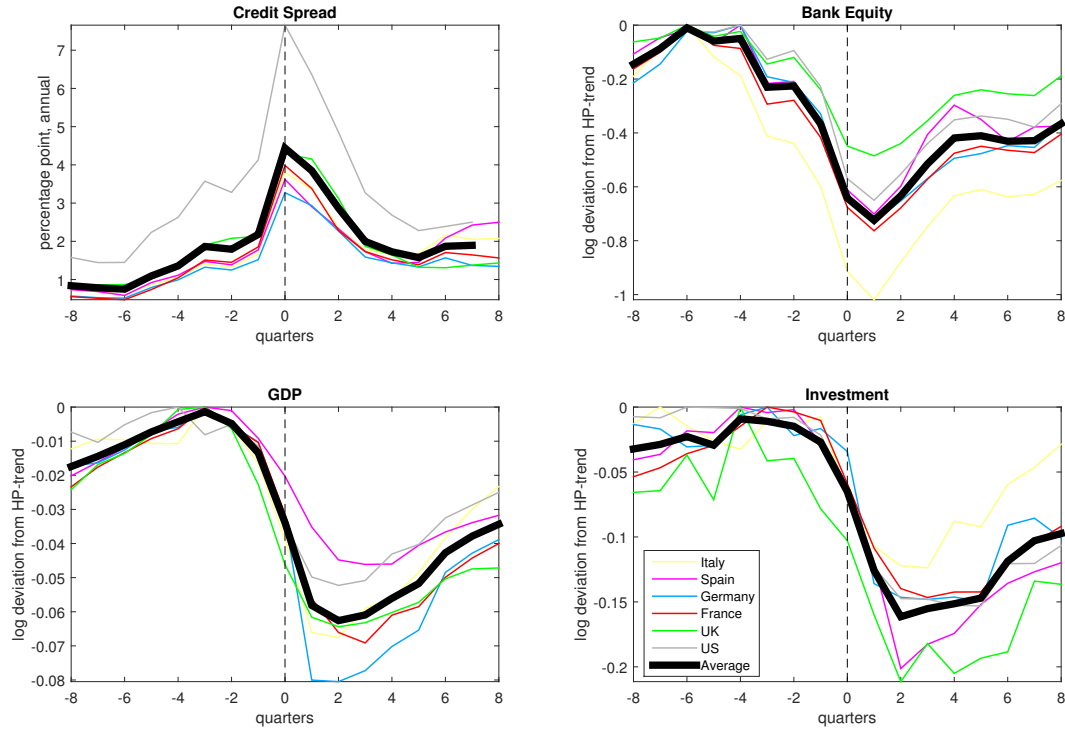 Credit Spread
percentage point, annual
7
6
5
4
3
2
1
-8 -6 -4 -2 0 2 4 6 8
quarters
Bank Equity
log deviation from HP-trend
0
-0.2
-0.4
-0.6
-0.8
-1
-8 -6 -4 -2 0 2 4 6 8
quarters
GDP
log deviation from HP-trend
0
-0.01
-0.02
-0.03
-0.04
-0.05
-0.06
-0.07
-0.08
-8 -6 -4 -2 0 2 4 6 8
quarters
Investment
log deviation from HP-trend
0
-0.05
-0.1
-0.15
-0.2
Italy
Spain
Germany
France
UK
US
Average
-8 -6 -4 -2 0 2 4 6 8
quarters